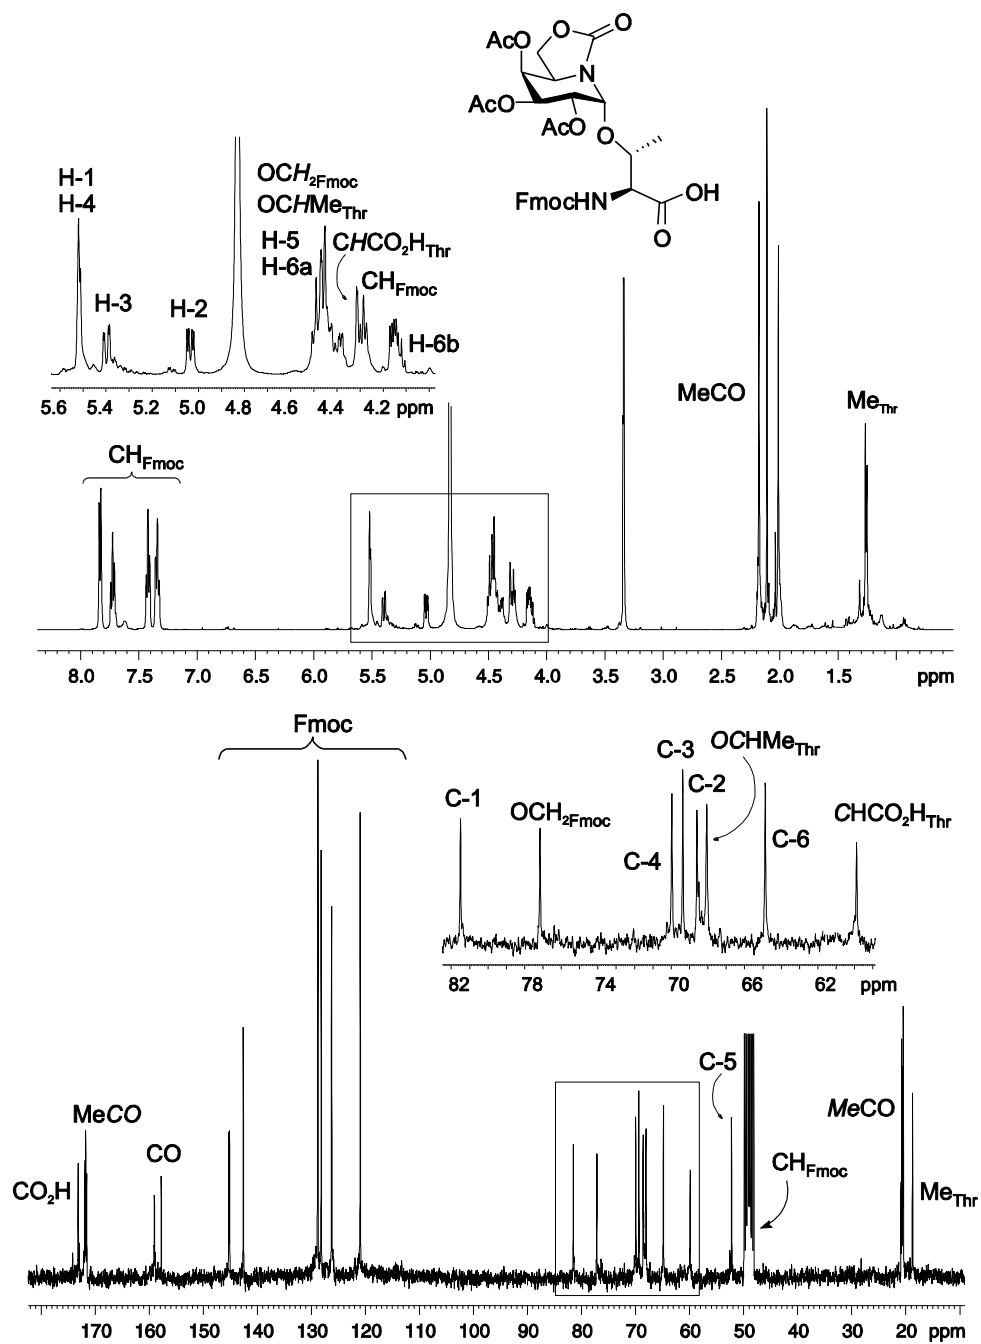 AcO
O
O
N
AcO
AcO
O
FmocHN
OH
O
H-1
H-4
H-3
H-2
OCH2Fmoc
OCHMeThr
H-5
H-6a
CHCO2HThr
CHFmoc
H-6b
5.6 5.4 5.2 5.0 4.8 4.6 4.4 4.2 ppm
MeCO
MeThr
CHFmoc
8.0 7.5 7.0 6.5 6.0 5.5 5.0 4.5 4.0 3.5 3.0 2.5 2.0 1.5 ppm
Fmoc
C-1
OCH2Fmoc
C-4
C-3
C-2
OCHMeThr
C-6
CHCO2HThr
82 78 74 70 66 62 ppm
CO2H
MeCO
CO
C-5
CHFmoc
MeCO
MeThr
170 160 150 140 130 120 110 100 90 80 70 60 50 40 30 20 ppm